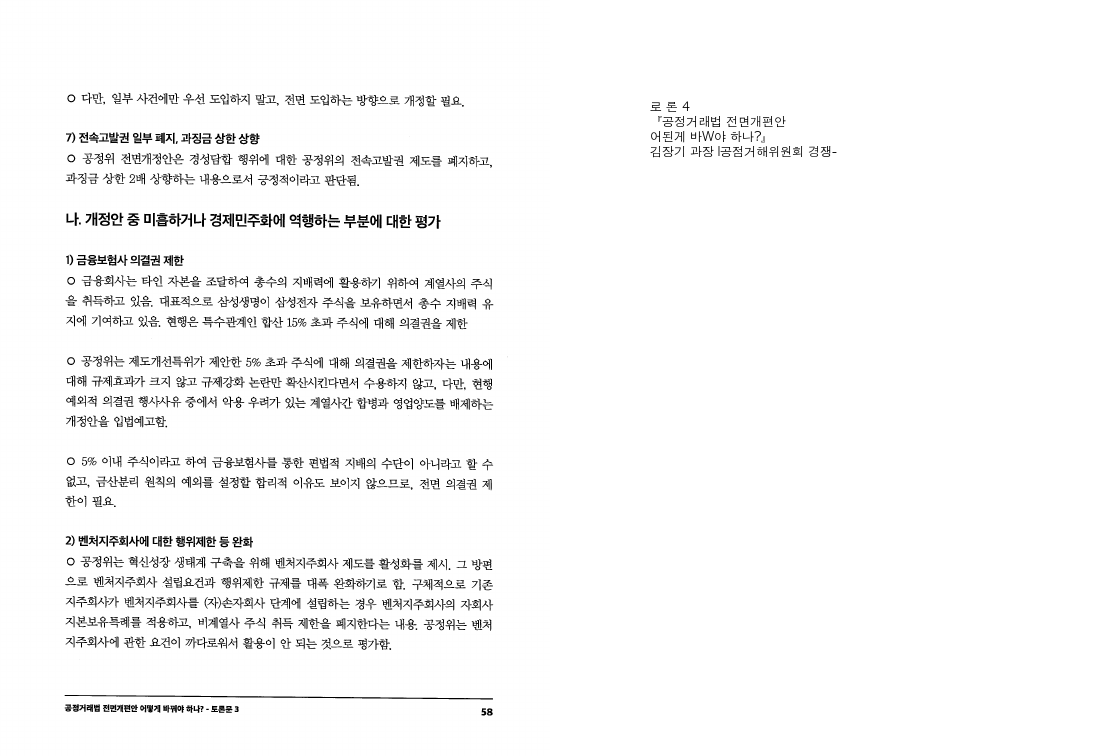 ○ 다만, 일부 사건에만 우선 도입하지 말고, 전면 도입하는 방향으로 개정할 필요.
7) 전속고발권 일부 폐지, 과징금 상한 상향
○ 공정위 전면개정안은 경성담합 행위에 대한 공정위의 전속고발권 제도를 폐지하고,
과징금 상한 2배 상향하는 내용으로서 긍정적이라고 판단됨.
나. 개정안 중 미흡하거나 경제민주화에 역행하는 부분에 대한 평가
1) 금융보험사 의결권 제한
○ 금융회사는 타인 자본을 조달하여 총수의 지배력에 활용하기 위하여 계열사의 주식
을 취득하고 있음. 대표적으로 삼성생명이 삼성전자 주식을 보유하면서 총수 지배력 유
지에 기여하고 있음. 현행은 특수관계인 합산 15% 초과 주식에 대해 의결권을 제한
○ 공정위는 제도개선특위가 제안한 5% 초과 주식에 대해 의결권을 제한하자는 내용에
대해 규제효과가 크지 않고 규제강화 논란만 확산시킨다면서 수용하지 않고, 다만, 현행
예외적 의결권 행사사유 중에서 악용 우려가 있는 계열사간 합병과 영업양도를 배제하는
개정안을 입법예고함.
○ 5% 이내 주식이라고 하여 금융보험사를 통한 편법적 지배의 수단이 아니라고 할 수
없고, 금산분리 원칙의 예외를 설정할 합리적 이유도 보이지 않으므로, 전면 의결권 제
한이 필요.
2) 벤처지주회사에 대한 행위제한 등 완화
○ 공정위는 혁신성장 생태계 구축을 위해 벤처지주회사 제도를 활성화를 제시. 그 방편
으로 벤처지주회사 설립요건과 행위제한 규제를 대폭 완화하기로 함. 구체적으로 기존
지주회사가 벤처지주회사를 (자)손자회사 단계에 설립하는 경우 벤처지주회사의 자회사
지본보유특례를 적용하고, 비계열사 주식 취득 제한을 폐지한다는 내용. 공정위는 벤처
지주회사에 관한 요건이 까다로워서 활용이 안 되는 것으로 평가함.
공정거래법 전면개편안 어떻게 바꿔야 하나? - 토론문 3
58
로 론 4
『공정거래법 전면개편안
어된게 바W야 하나?』
김장기 과장 l공점거해위원회 경쟁-